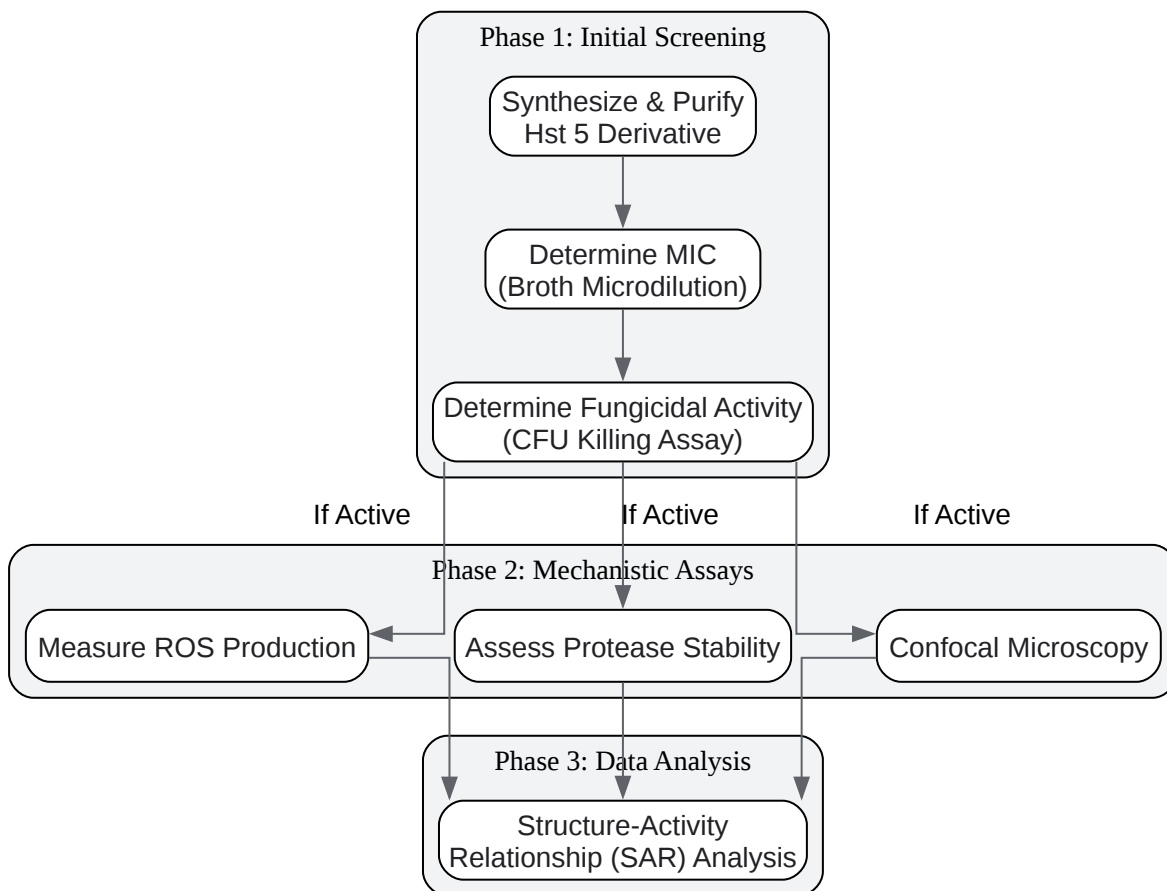 Phase 1: Initial Screening
Synthesize & Purify
Hst 5 Derivative
Determine MIC
(Broth Microdilution)
Determine Fungicidal Activity
(CFU Killing Assay)
If Active
If Active
If Active
Phase 2: Mechanistic Assays
Measure ROS Production
Assess Protease Stability
Confocal Microscopy
Phase 3: Data Analysis
Structure-Activity
Relationship (SAR) Analysis